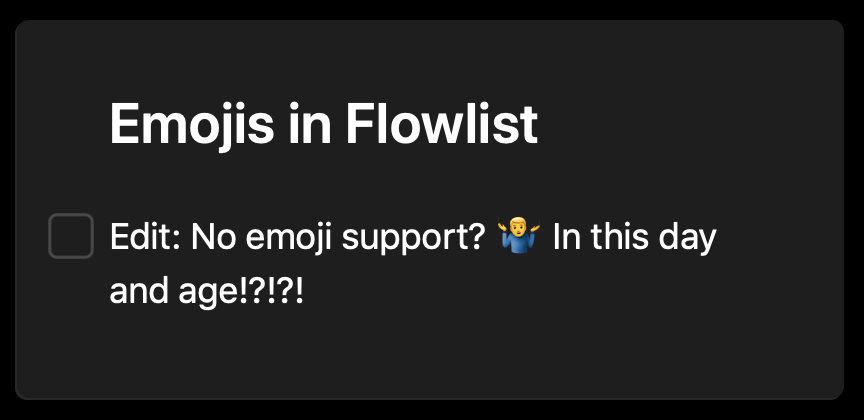 Emojis in Flowlist
Edit: No emoji support? 🤷‍♂️ In this day
and age!?!?!